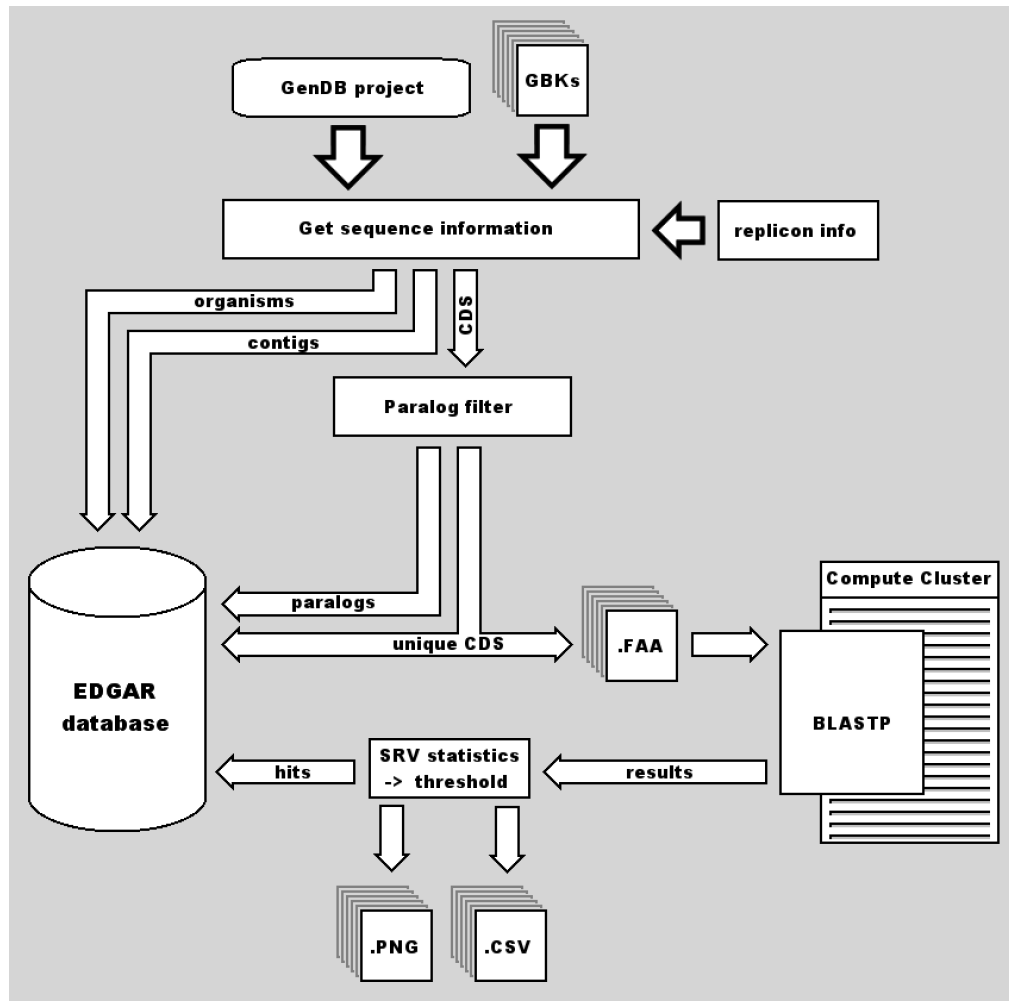 GenDB project
GBKs
Get sequence information
replicon info
organisms
contigs
CDS
Paralog filter
paralogs
unique CDS
.FAA
Compute Cluster
BLASTP
EDGAR
database
SRV statistics
-> threshold
hits
results
.PNG
.CSV